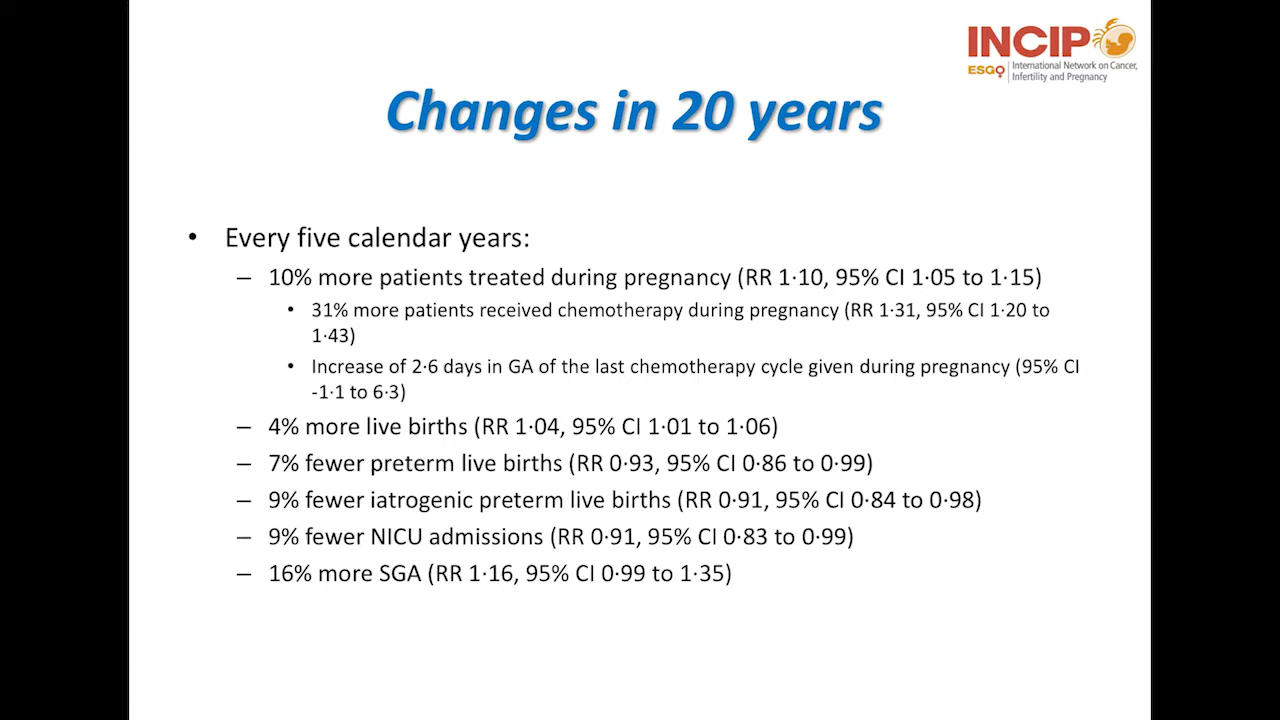 INCIP
ESGO
International Network on Cancer,
Infertility and Pregnancy
Changes in 20 years
• Every five calendar years:
– 10% more patients treated during pregnancy (RR 1·10, 95% CI 1·05 to 1·15)
• 31% more patients received chemotherapy during pregnancy (RR 1·31, 95% CI 1·20 to
1·43)
• Increase of 2·6 days in GA of the last chemotherapy cycle given during pregnancy (95% CI
-1·1 to 6·3)
– 4% more live births (RR 1·04, 95% CI 1·01 to 1·06)
– 7% fewer preterm live births (RR 0·93, 95% CI 0·86 to 0·99)
– 9% fewer iatrogenic preterm live births (RR 0·91, 95% CI 0·84 to 0·98)
– 9% fewer NICU admissions (RR 0·91, 95% CI 0·83 to 0·99)
– 16% more SGA (RR 1·16, 95% CI 0·99 to 1·35)